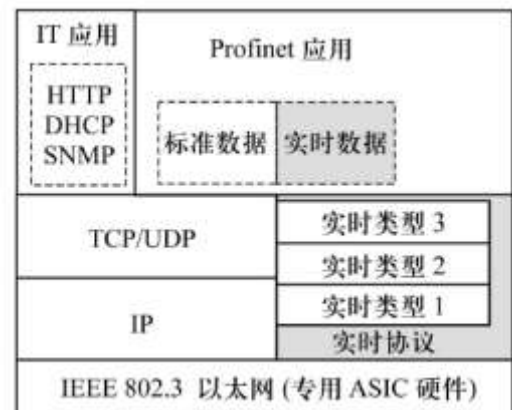 IT 应用
Profinet 应用
HTTP
DHCP
SNMP
标准数据
实时数据
TCP/UDP
实时类型 3
实时类型 2
IP
实时类型 1
实时协议
IEEE 802.3 以太网 (专用 ASIC 硬件)